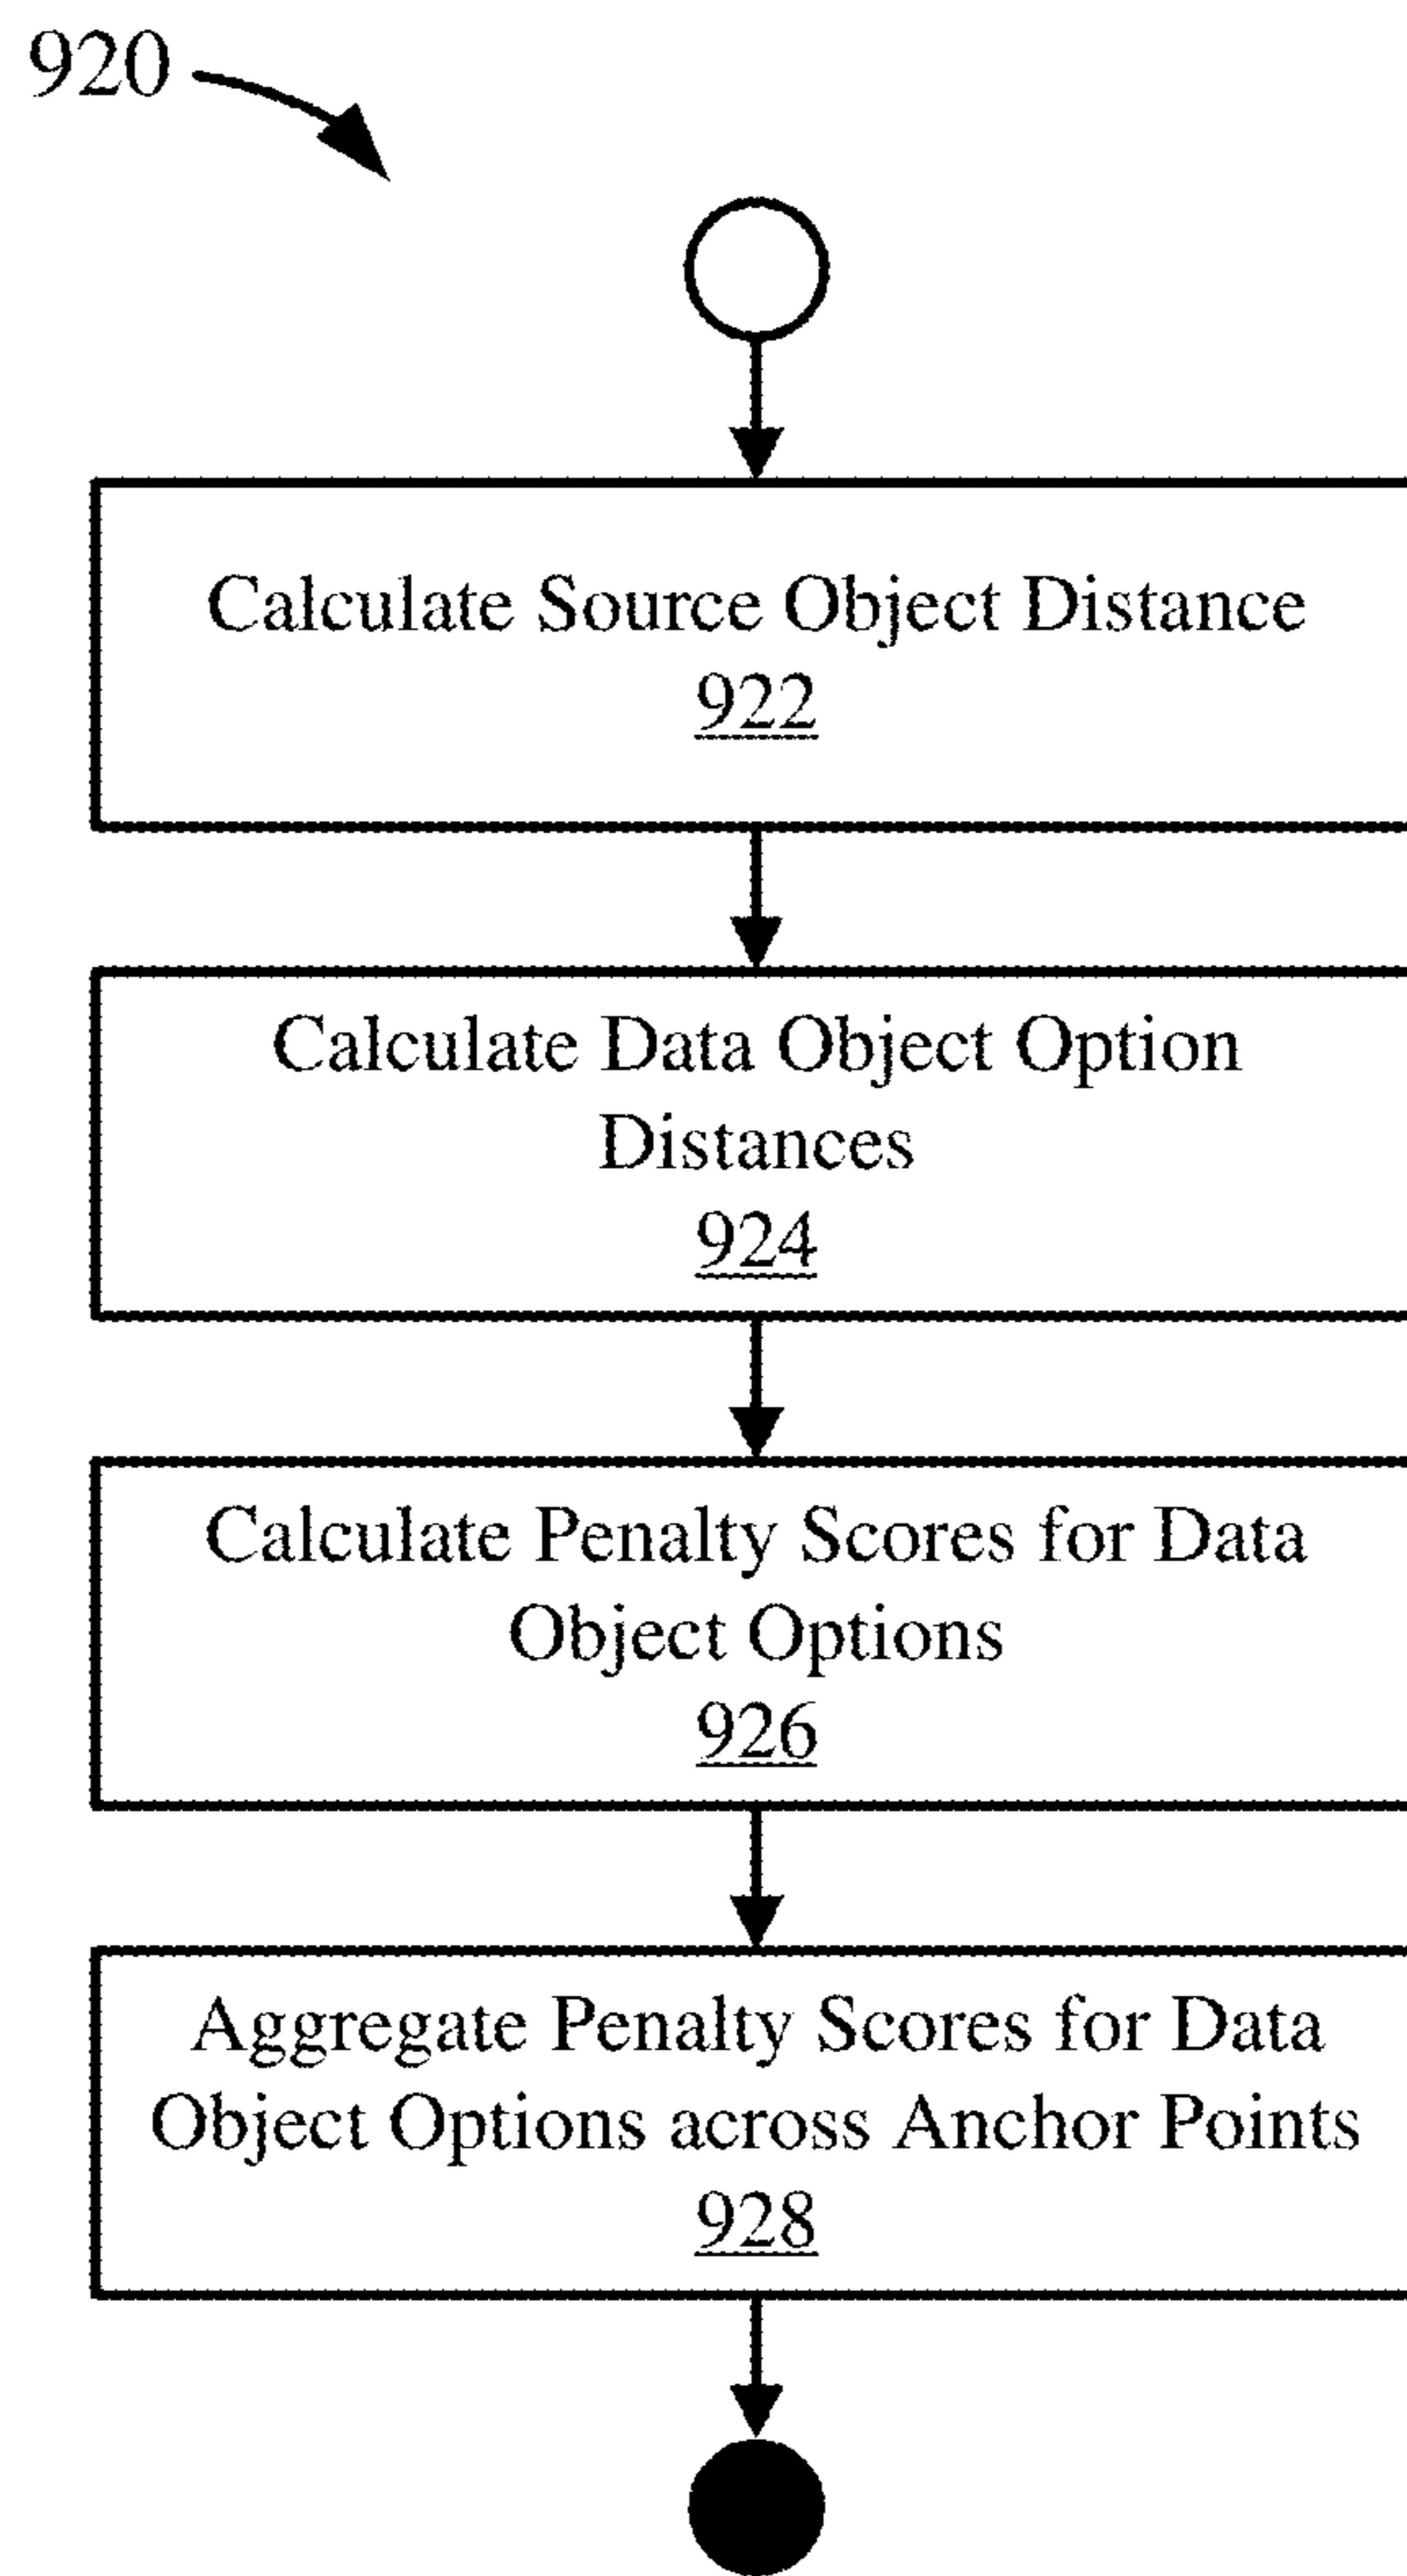 920
Calculate Source Object Distance
922
Calculate Data Object Option
Distances
924
Calculate Penalty Scores for Data
Object Options
926
Aggregate Penalty Scores for Data
Object Options across Anchor Points
928